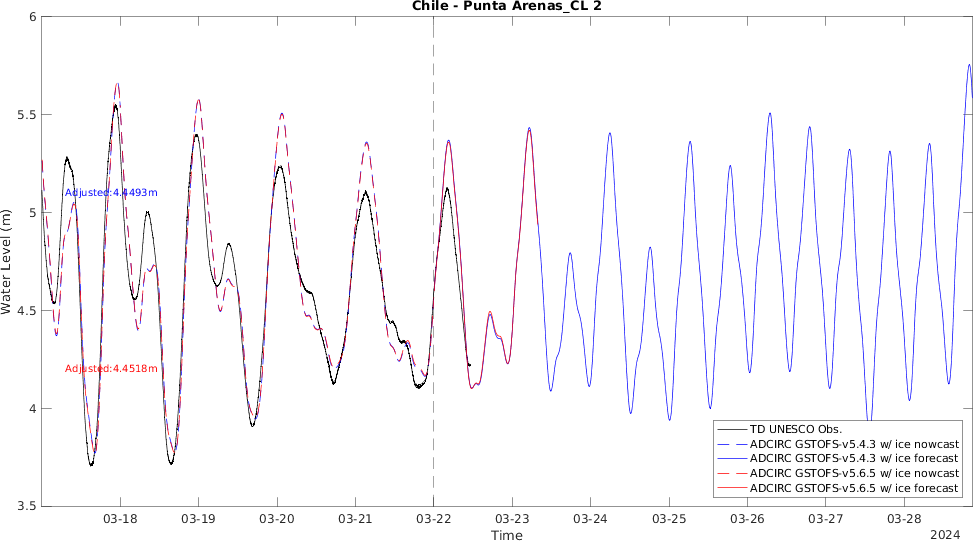 Chile - Punta Arenas_CL 2
Water Level (m)
6
5.5
5
4.5
4
3.5
Adjusted:4.4493m
Adjusted:4.4518m
TD UNESCO Obs.
ADCIRC GSTOFS-v5.4.3 w/ ice nowcast
ADCIRC GSTOFS-v5.4.3 w/ ice forecast
ADCIRC GSTOFS-v5.6.5 w/ ice nowcast
ADCIRC GSTOFS-v5.6.5 w/ ice forecast
03-18 03-19 03-20 03-21 03-22 03-23 03-24 03-25 03-26 03-27 03-28
Time
2024